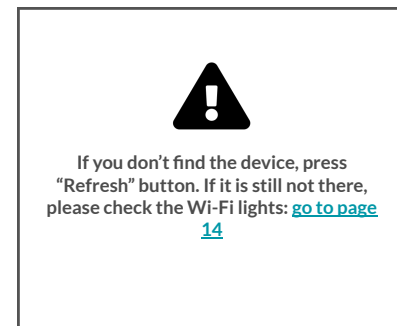 If you don’t find the device, press
“Refresh” button. If it is still not there,
please check the Wi-Fi lights: go to page
14